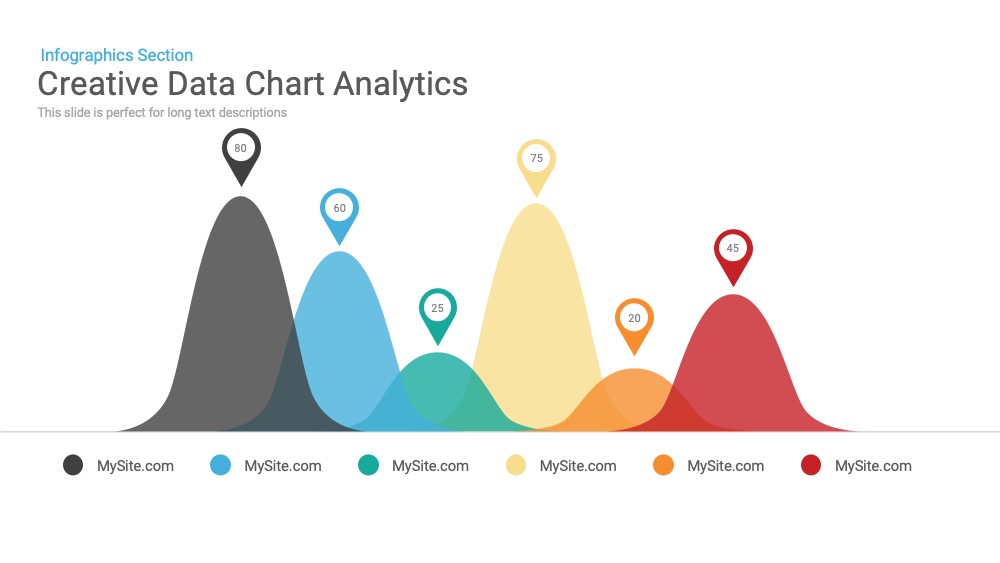 Infographics Section
Creative Data Chart Analytics
This slide is perfect for long text descriptions
80
75
60
45
25
20
MySite.com MySite.com MySite.com MySite.com MySite.com MySite.com